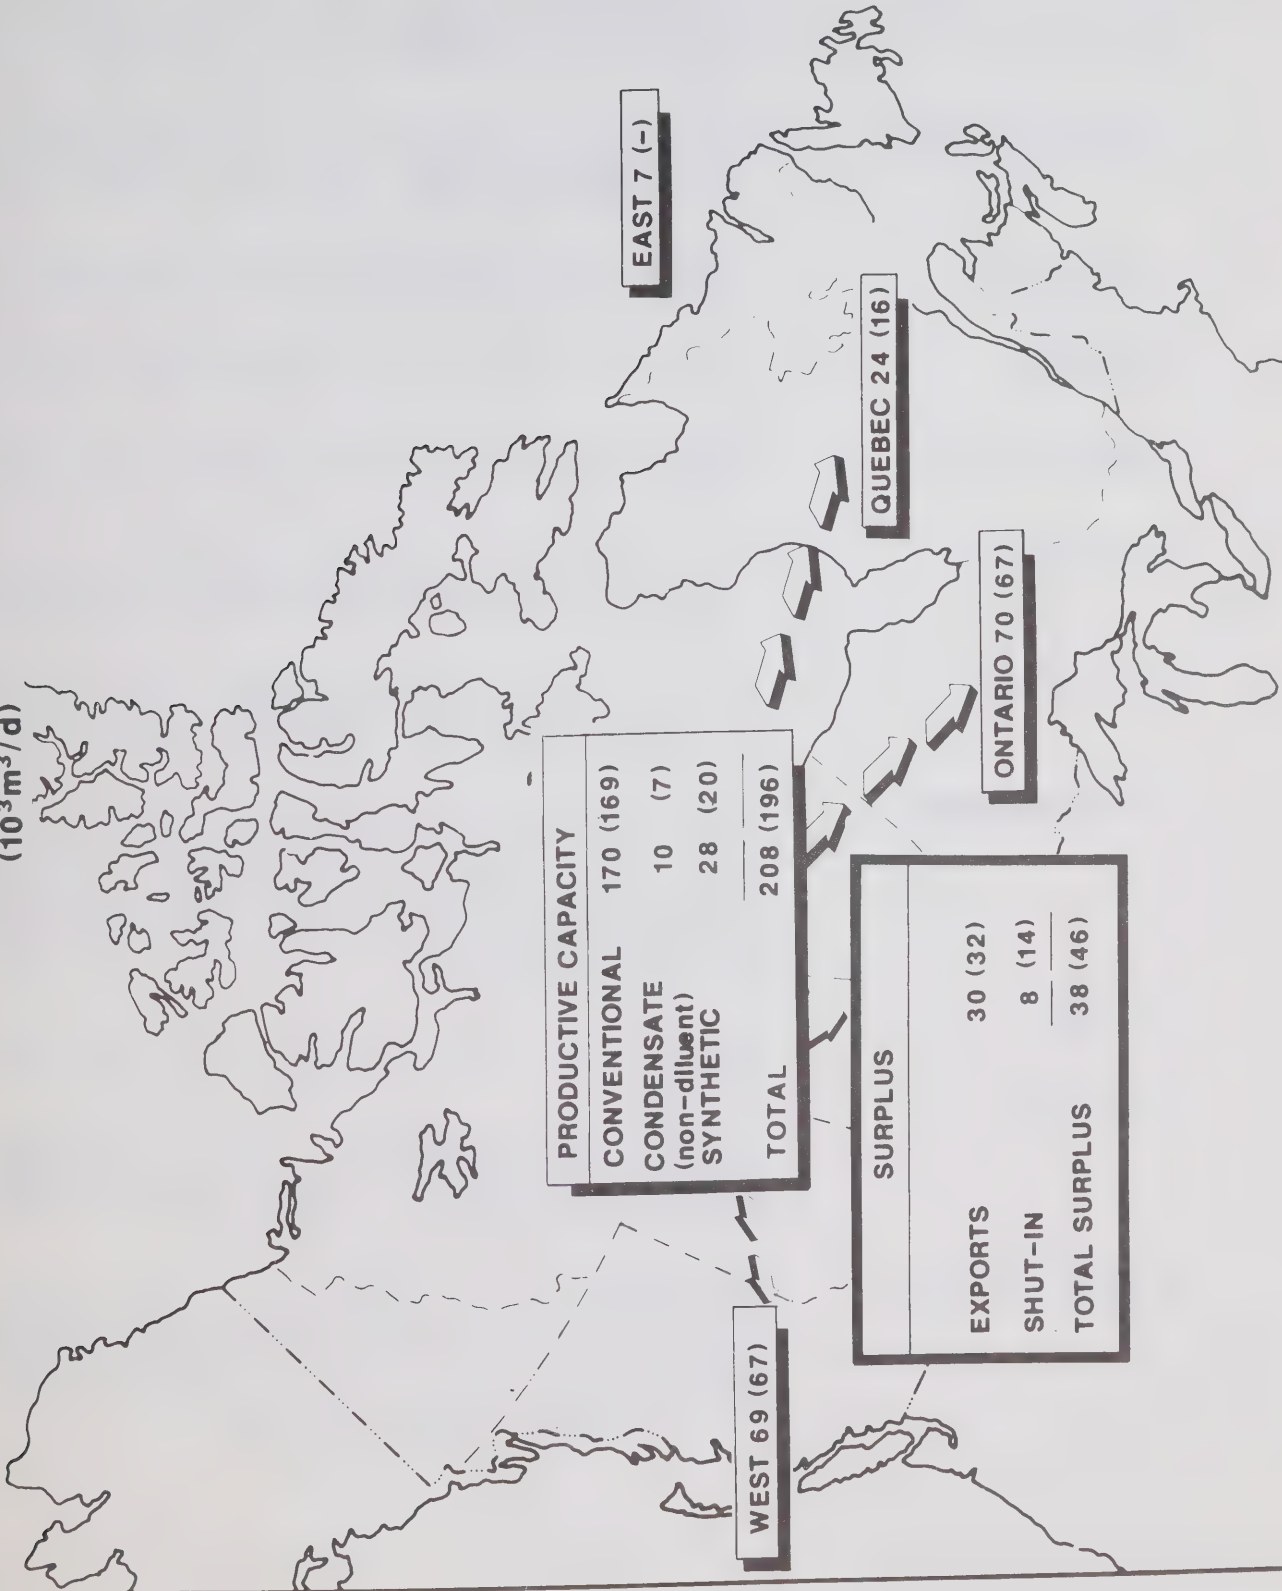 (10³m³/d)
EAST 7 (-)
PRODUCTIVE CAPACITY
CONVENTIONAL 170 (169)
CONDENSATE 10 (7)
(non-diluent)
SYNTHETIC 28 (20)
TOTAL 208 (196)
QUEBEC 24 (16)
WEST 69 (67)
ONTARIO 70 (67)
SURPLUS
EXPORTS 30 (32)
SHUT-IN 8 (14)
TOTAL SURPLUS 38 (46)